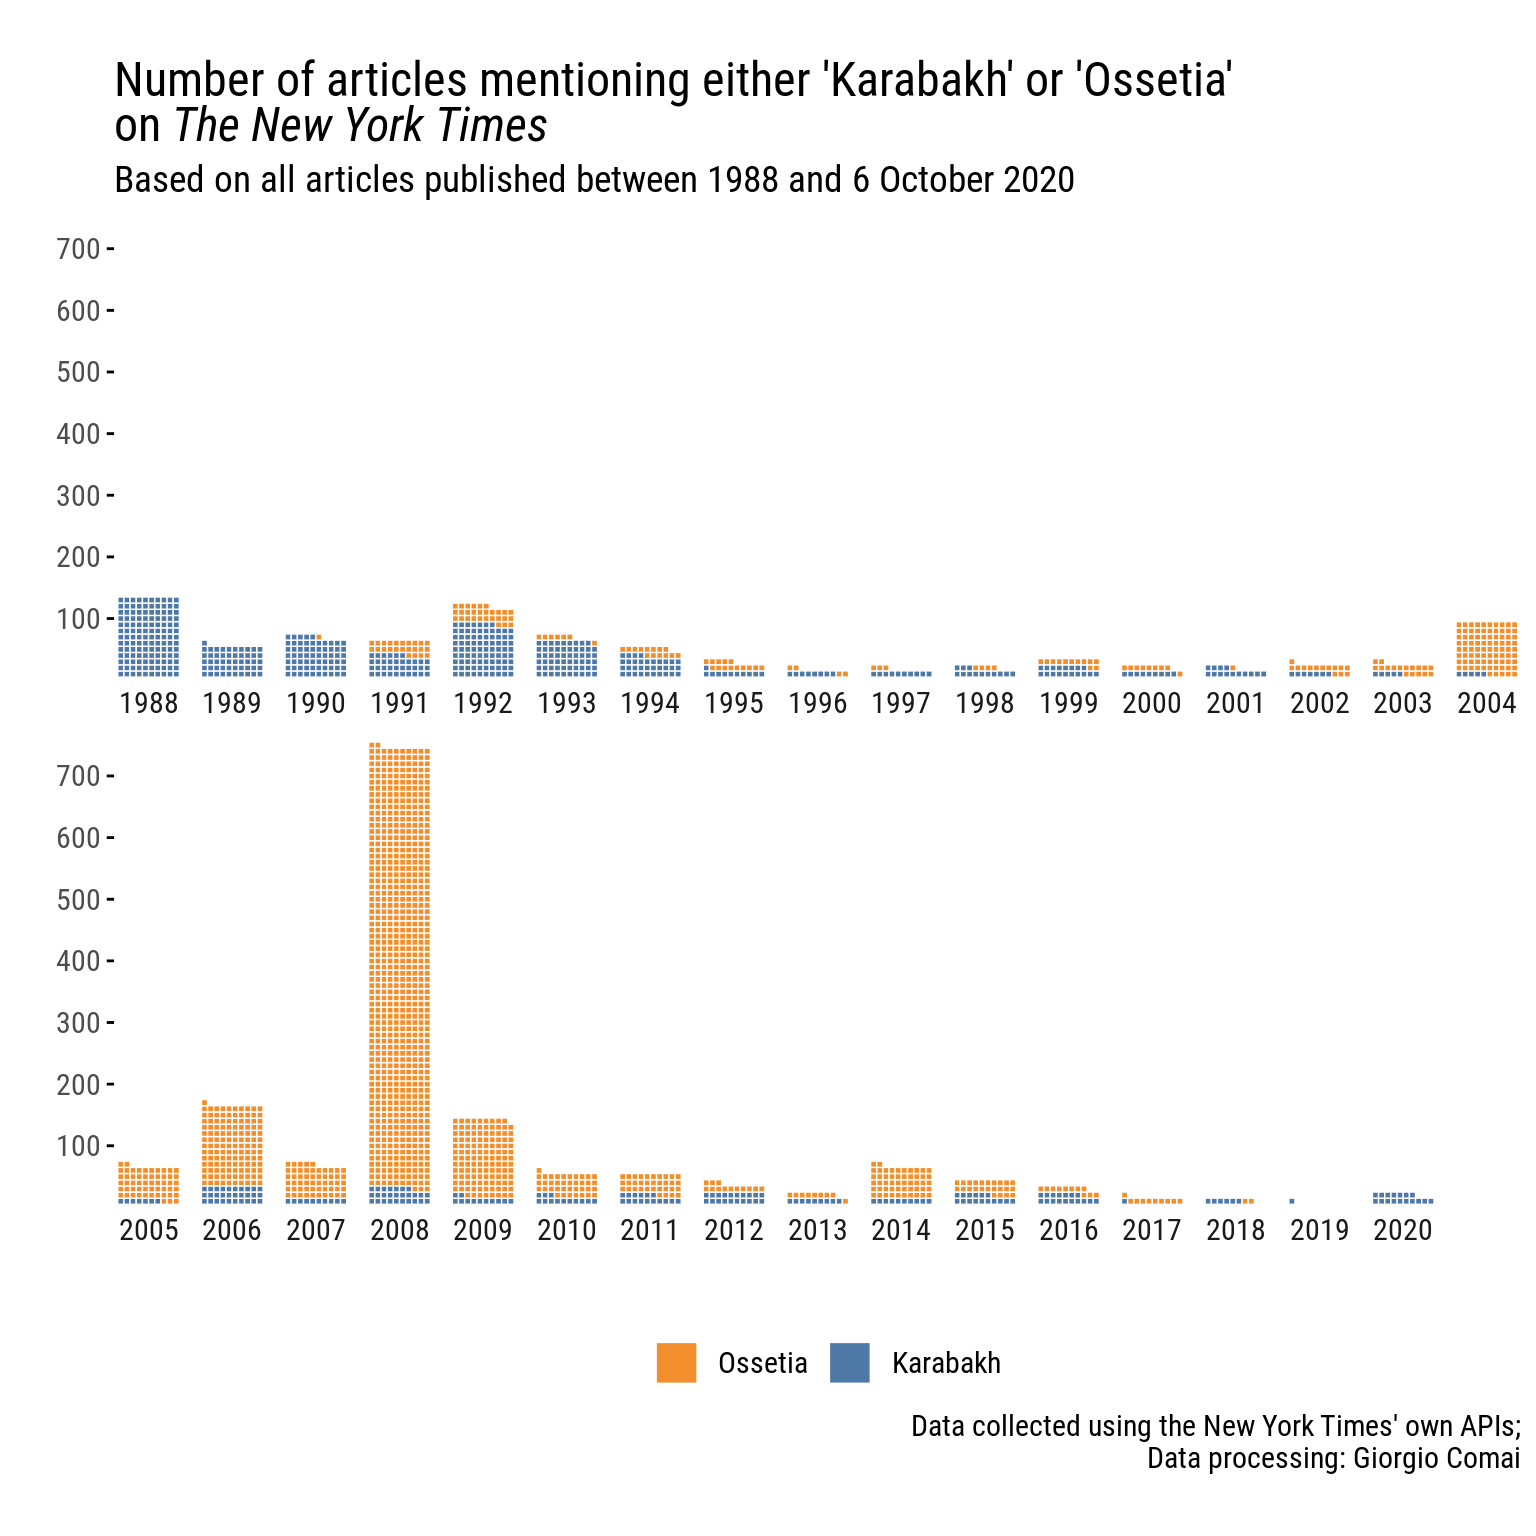 Number of articles mentioning either 'Karabakh' or 'Ossetia'
on The New York Times
Based on all articles published between 1988 and 6 October 2020
700
600
500
400
300
200
100
1988 1989 1990 1991 1992 1993 1994 1995 1996 1997 1998 1999 2000 2001 2002 2003 2004
700
600
500
400
300
200
100
2005 2006 2007 2008 2009 2010 2011 2012 2013 2014 2015 2016 2017 2018 2019 2020
Ossetia Karabakh
Data collected using the New York Times' own APIs;
Data processing: Giorgio Comai